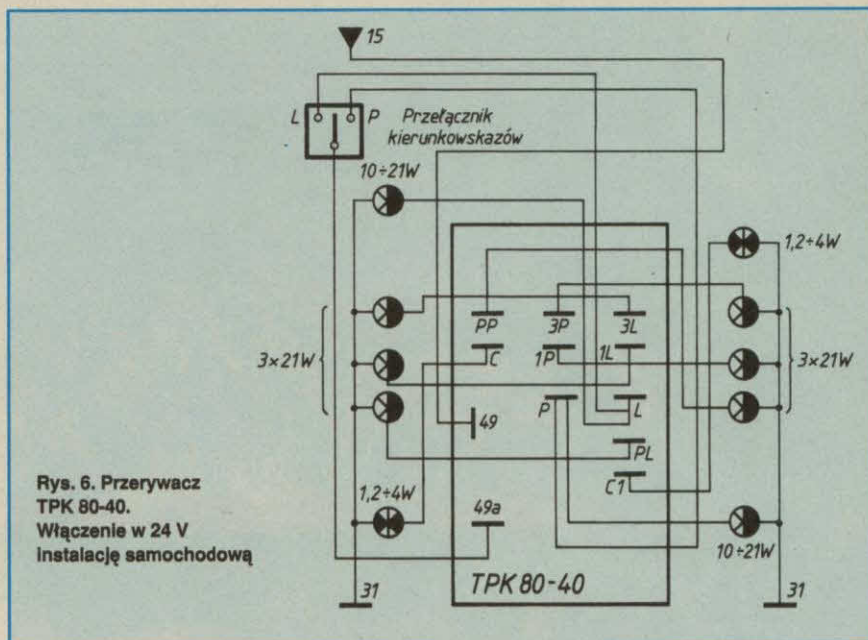 15
L P Przełącznik
kierunkowskazów
10÷21W
1,2÷4W
PP 3P 3L
C 1P 1L
3×21W
3×21W
P L
49
PL
C1
Rys. 6. Przerywacz
TPK 80-40.
Włączenie w 24 V
instalację samochodową
1,2÷4W
49a
10÷21W
TPK 80-40
31
31